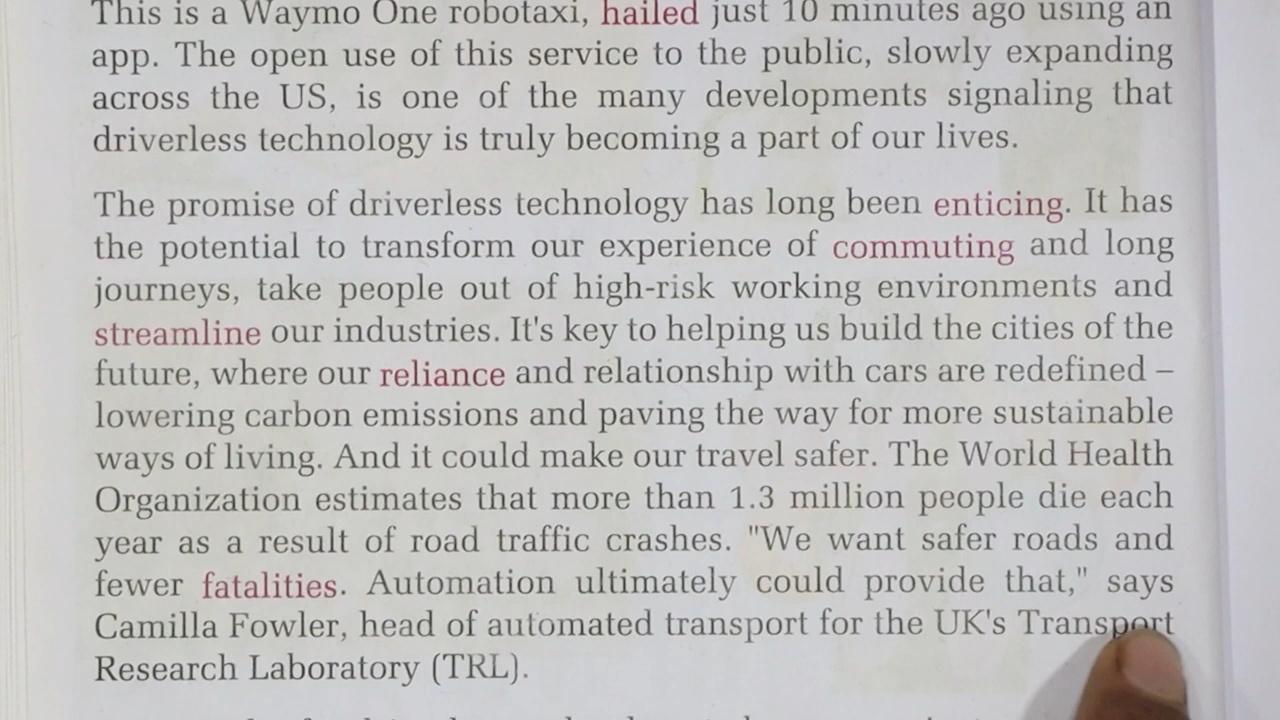 This is a Waymo One robotaxi, hailed just 10 minutes ago using an
app. The open use of this service to the public, slowly expanding
across the US, is one of the many developments signaling that
driverless technology is truly becoming a part of our lives.
The promise of driverless technology has long been enticing. It has
the potential to transform our experience of commuting and long
journeys, take people out of high-risk working environments and
streamline our industries. It's key to helping us build the cities of the
future, where our reliance and relationship with cars are redefined –
lowering carbon emissions and paving the way for more sustainable
ways of living. And it could make our travel safer. The World Health
Organization estimates that more than 1.3 million people die each
year as a result of road traffic crashes. "We want safer roads and
fewer fatalities. Automation ultimately could provide that," says
Camilla Fowler, head of automated transport for the UK's Transport
Research Laboratory (TRL).